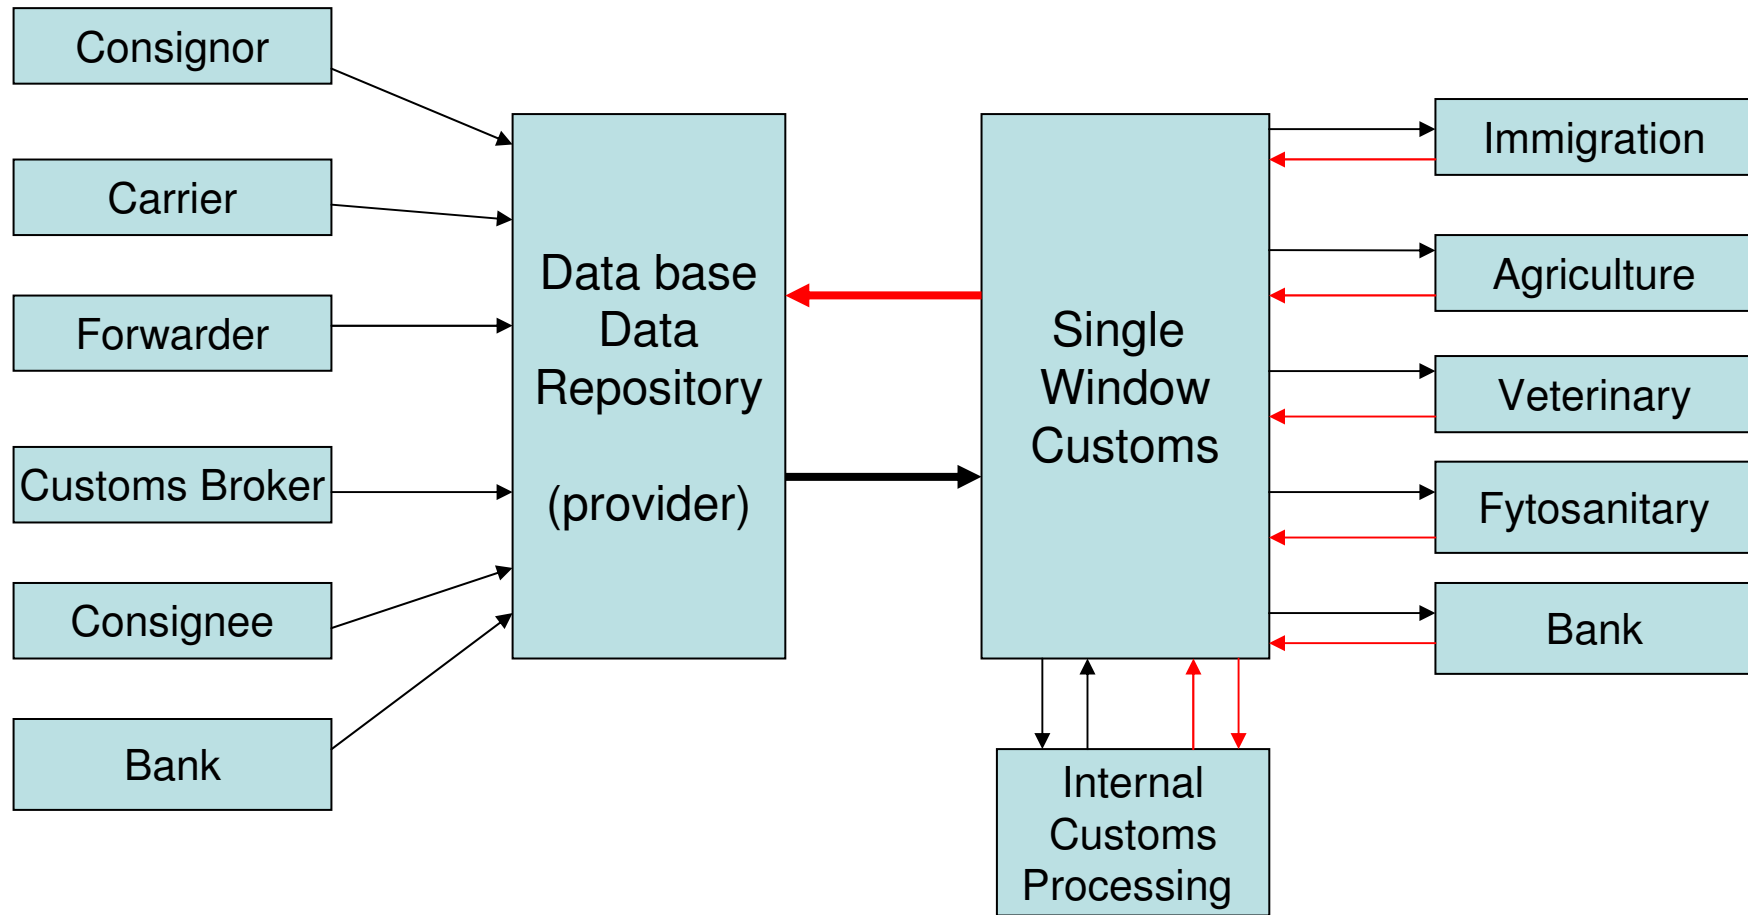 Consignor
Carrier
Forwarder
Customs Broker
Consignee
Bank
Data base
Data
Repository
(provider)
Single
Window
Customs
Internal
Customs
Processing
Immigration
Agriculture
Veterinary
Fytosanitary
Bank